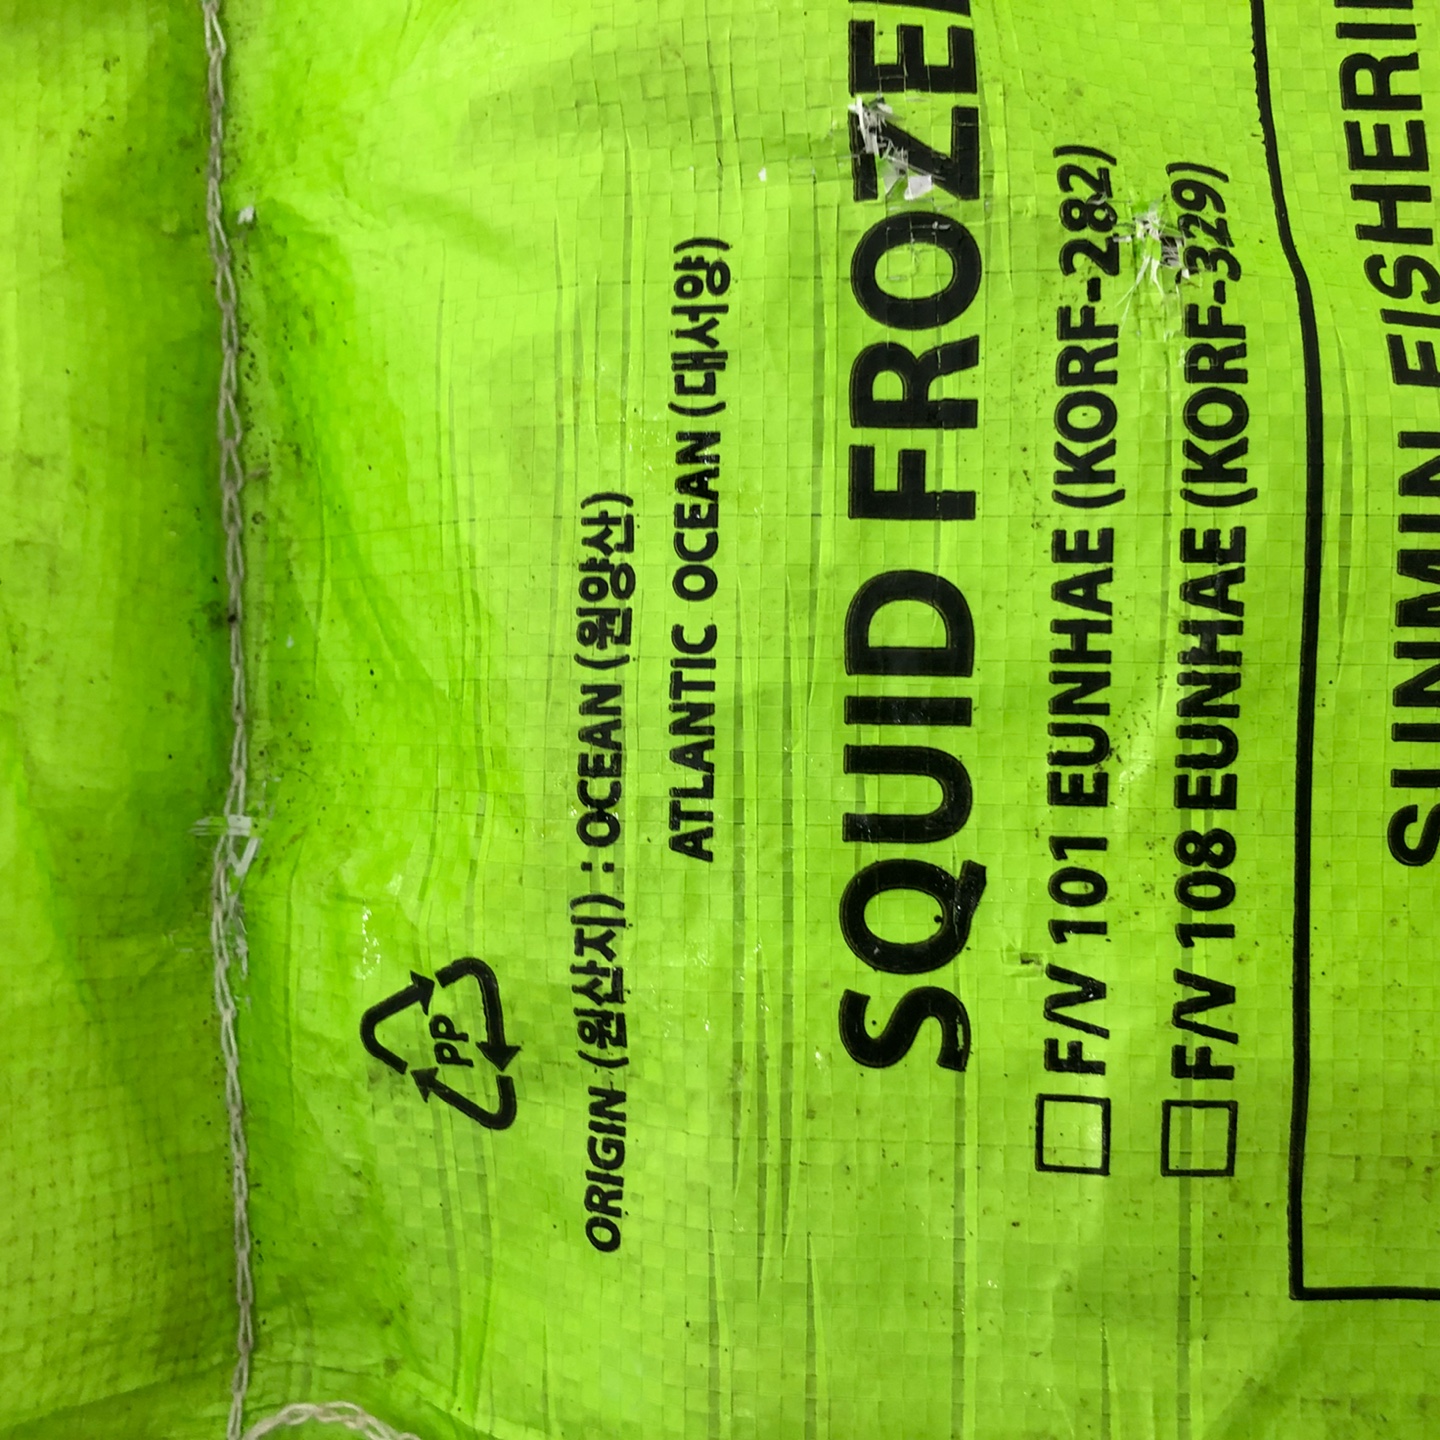 PP
ORIGIN (원산지) : OCEAN (원양산)
ATLANTIC OCEAN (대서양)
SQUID FROZE
F/V 101 EUNHAE (KORF-282)
F/V 108 EUNHAE (KORF-329)
SUNMIN FISHERI